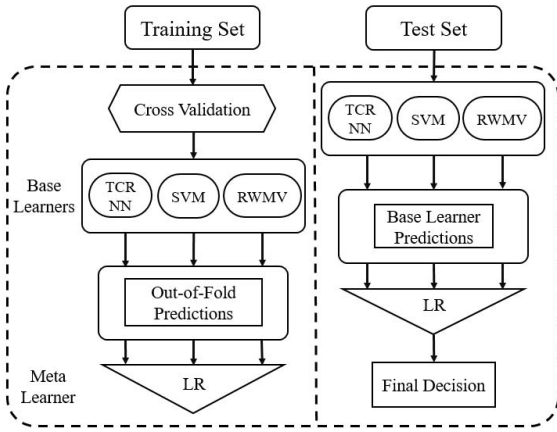 Training Set
Cross Validation
Base
Learners
TCR
NN
SVM
RWMV
Out-of-Fold
Predictions
Meta
Learner
LR
Test Set
TCR
NN
SVM
RWMV
Base Learner
Predictions
LR
Final Decision